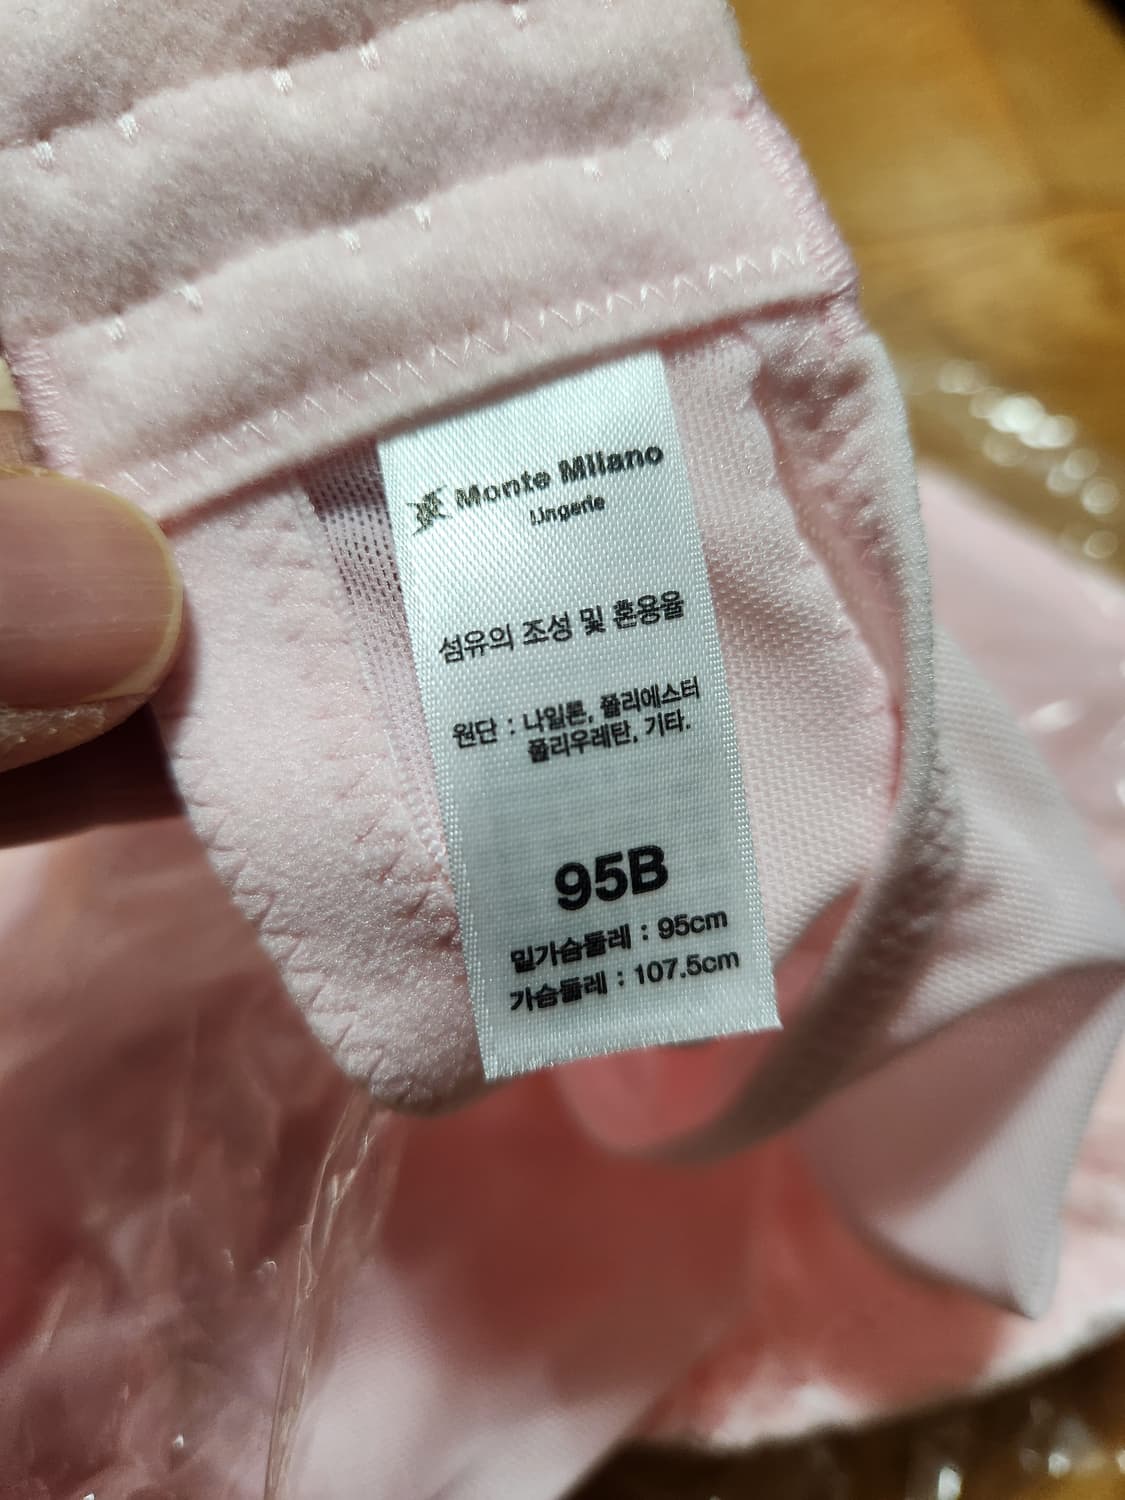 Monte Milano
Lingerie
섬유의 조성 및 혼용율
원단 : 나일론, 폴리에스터
폴리우레탄, 기타.
95B
밑가슴둘레 : 95cm
가슴둘레 : 107.5cm